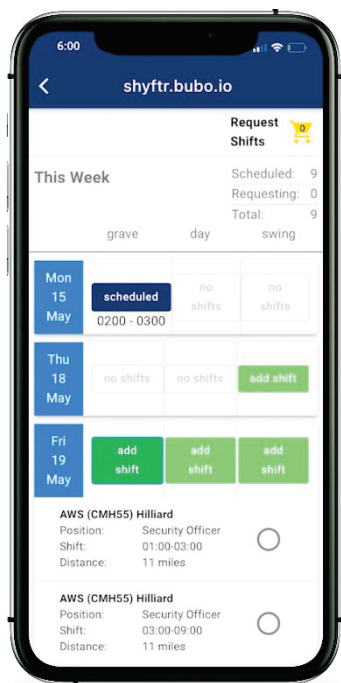 6:00
shyftr.bubo.io
Request
Shifts
0
This Week
Scheduled: 9
Requesting: 0
Total: 9
grave day swing
Mon
15
May
scheduled
0200 - 0300
no
shifts
no
shifts
Thu
18
May
no shifts
no shifts
add shift
Fri
19
May
add
shift
add
shift
add
shift
AWS (CMH55) Hilliard
Position: Security Officer
Shift: 01:00-03:00
Distance: 11 miles
AWS (CMH55) Hilliard
Position: Security Officer
Shift: 03:00-09:00
Distance: 11 miles